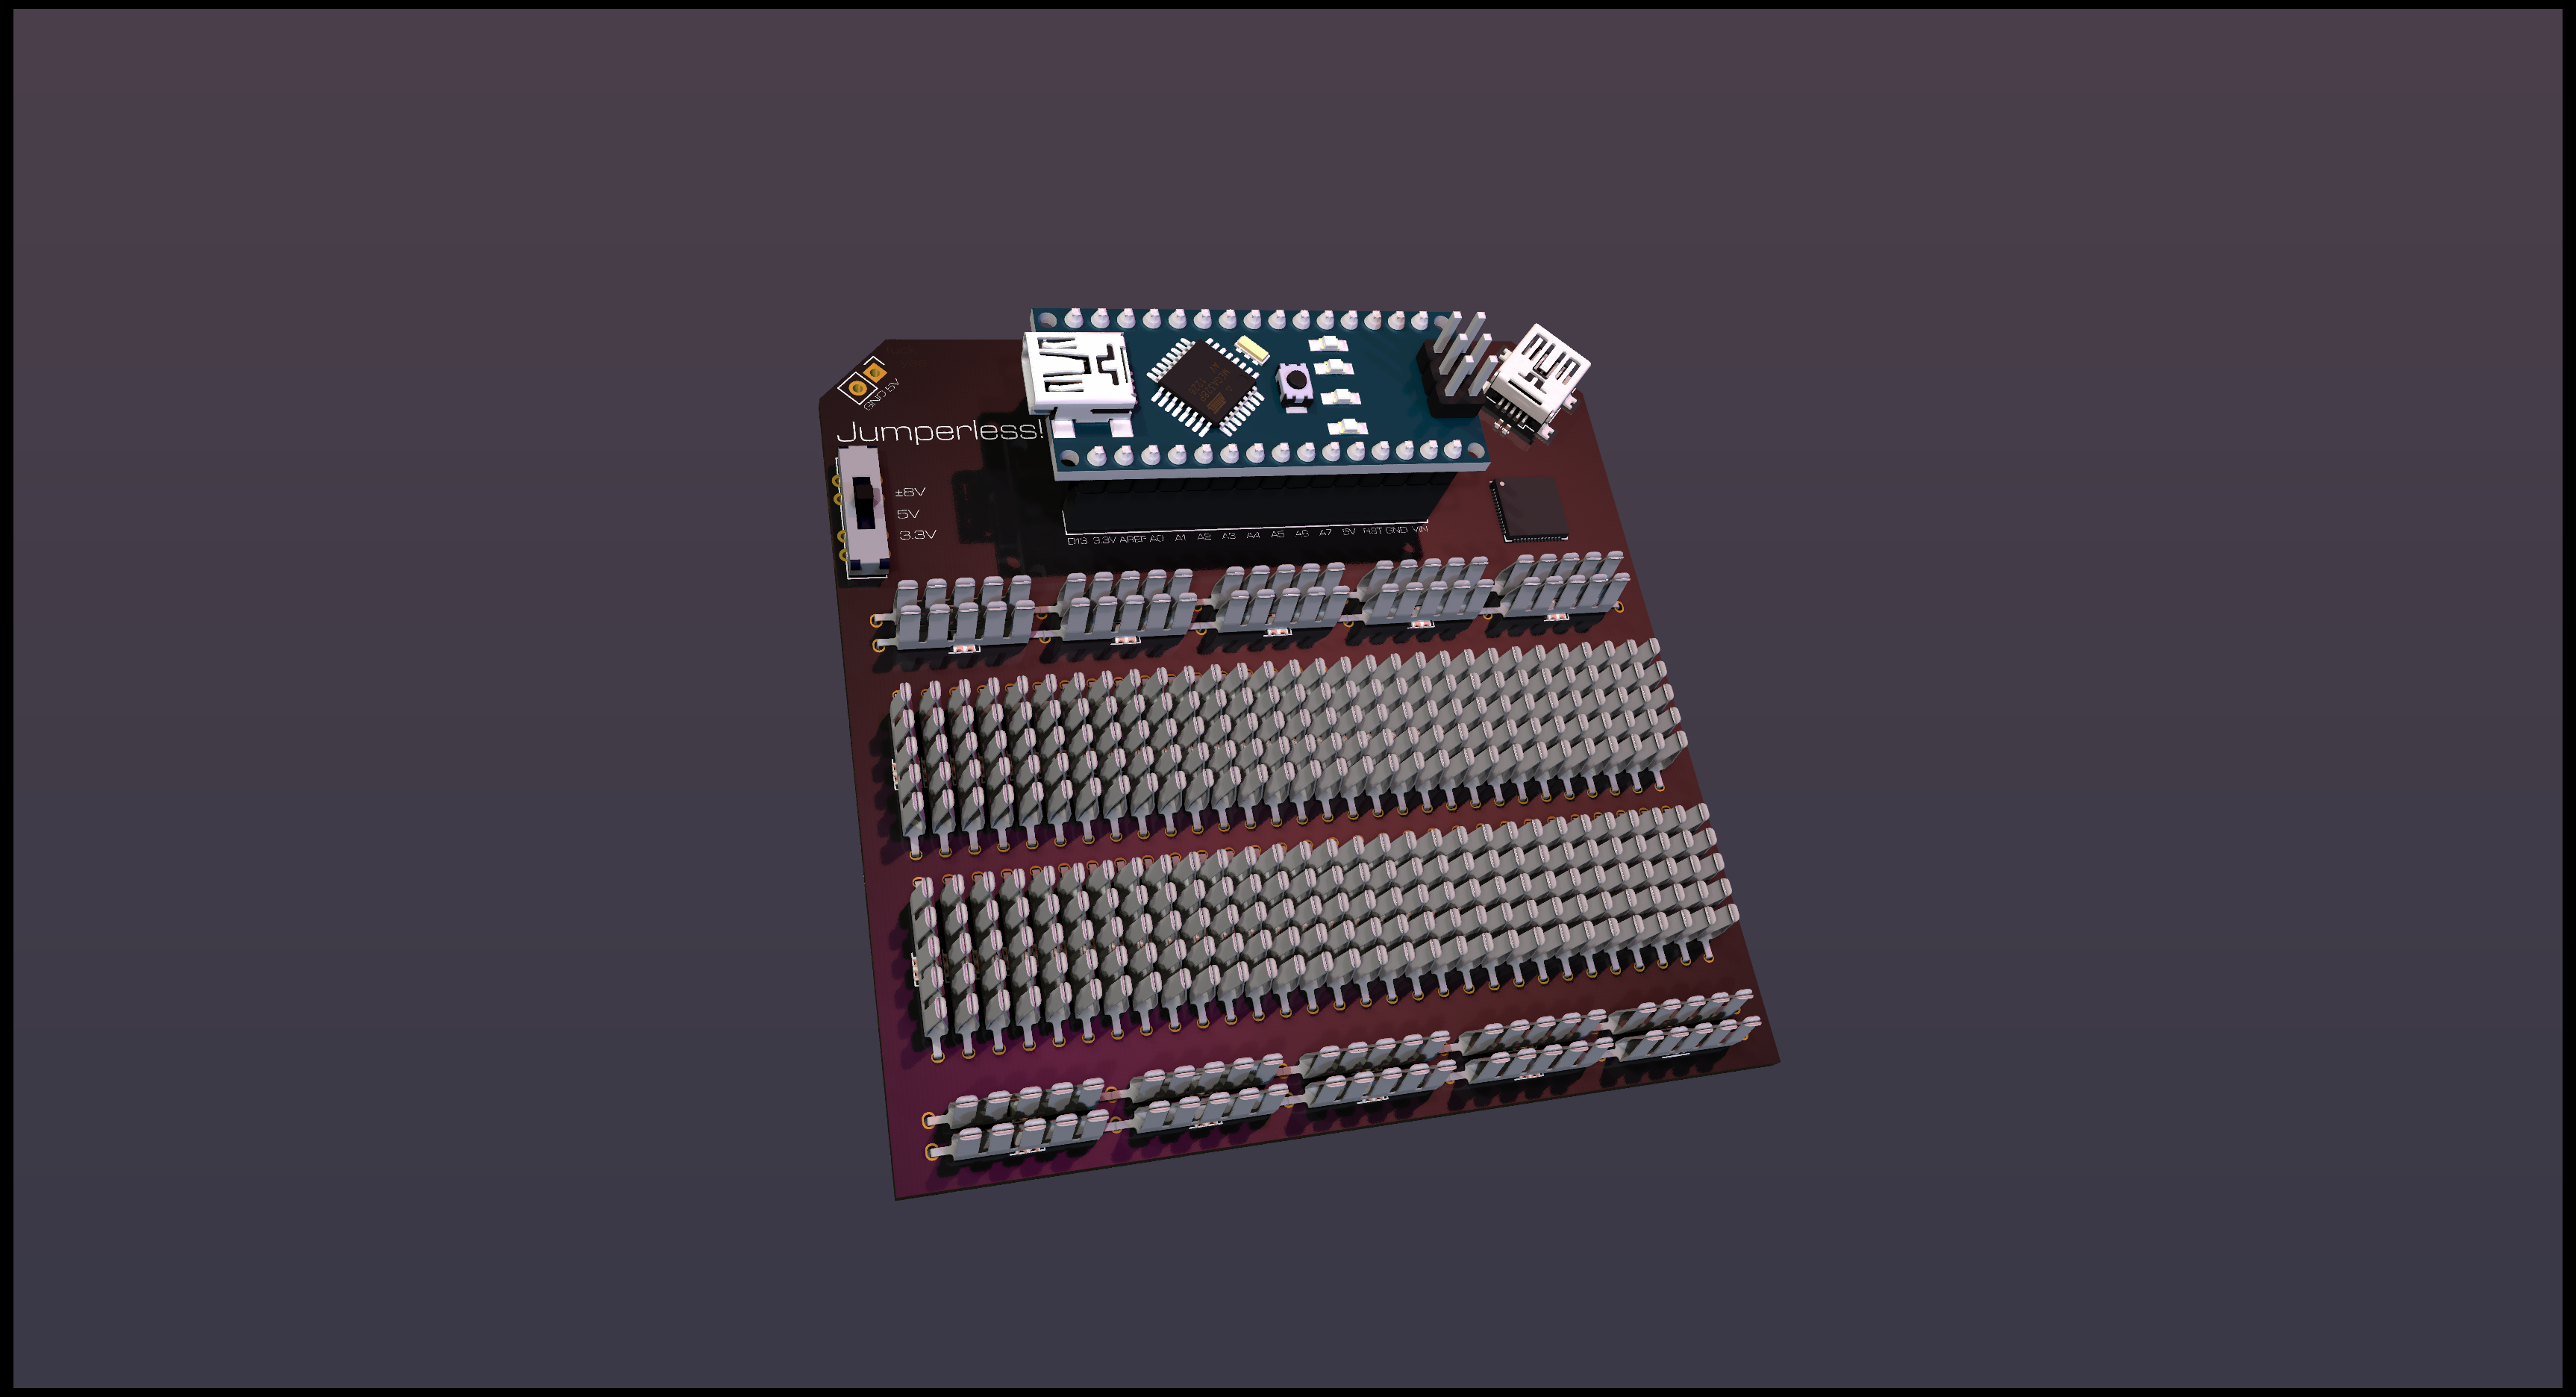 GND 5V
Jumperless!
±8V
5V
3.3V
D13 3.3V AREF A0 A1 A2 A3 A4 A5 A6 A7 5V RST GND VIN